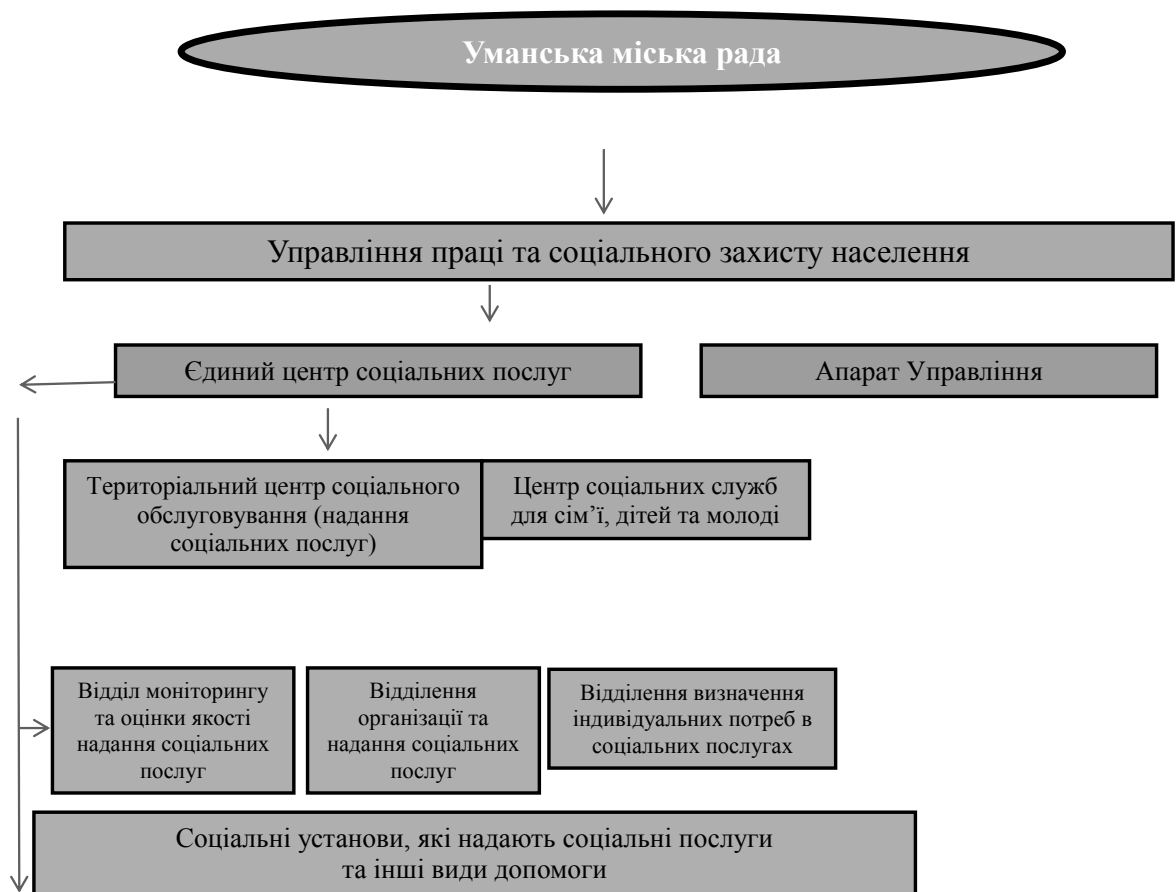 Уманська міська рада
Управління праці та соціального захисту населення
Єдиний центр соціальних послуг
Апарат Управління
Територіальний центр соціального
обслуговування (надання
соціальних послуг)
Центр соціальних служб
для сім’ї, дітей та молоді
Відділ моніторингу
та оцінки якості
надання соціальних
послуг
Відділення
організації та
надання соціальних
послуг
Відділення визначення
індивідуальних потреб в
соціальних послугах
Соціальні установи, які надають соціальні послуги
та інші види допомоги